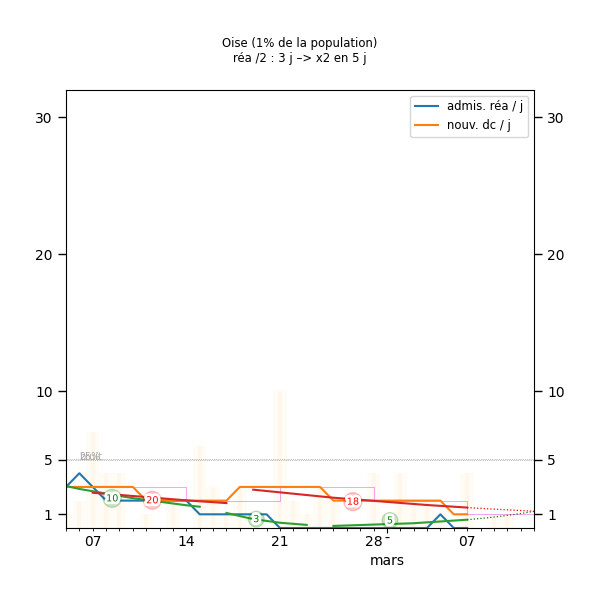 Oise (1% de la population)
réa /2 : 3 j –> x2 en 5 j
admis. réa / j
nouv. dc / j
30 30
20 20
10 10
5 5
1 1
10 20 3 18 5
07 14 21 28 07
mars